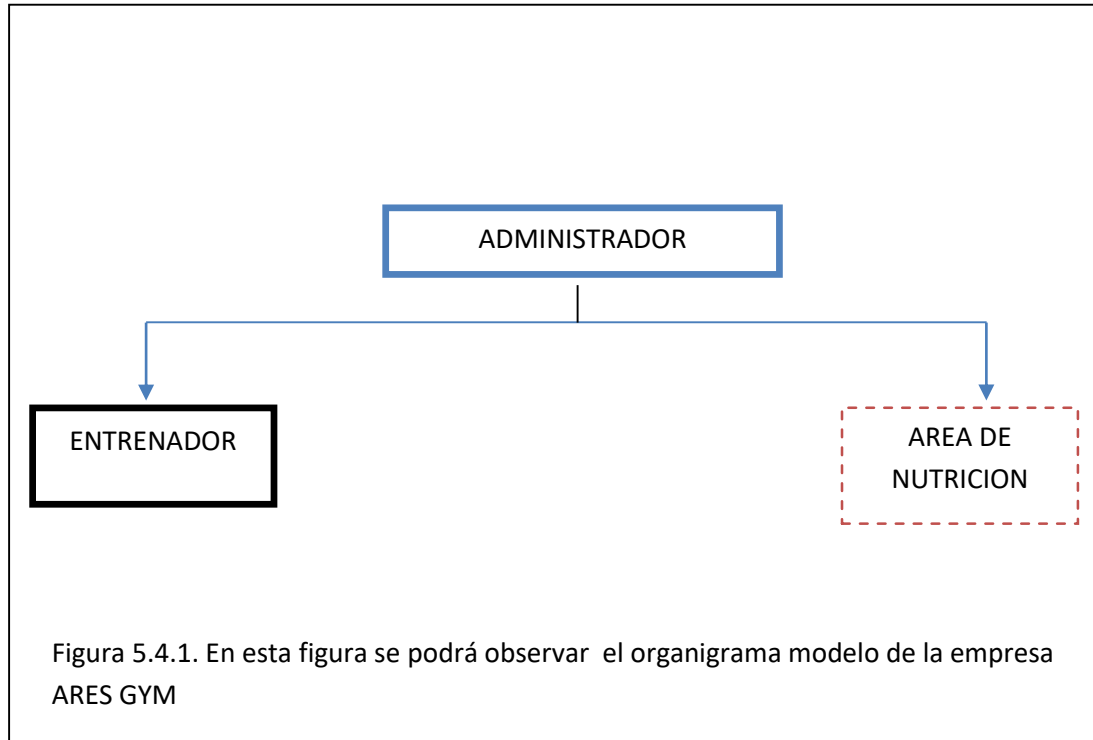 ADMINISTRADOR
ENTRENADOR
AREA DE
NUTRICION
Figura 5.4.1. En esta figura se podrá observar  el organigrama modelo de la empresa
ARES GYM